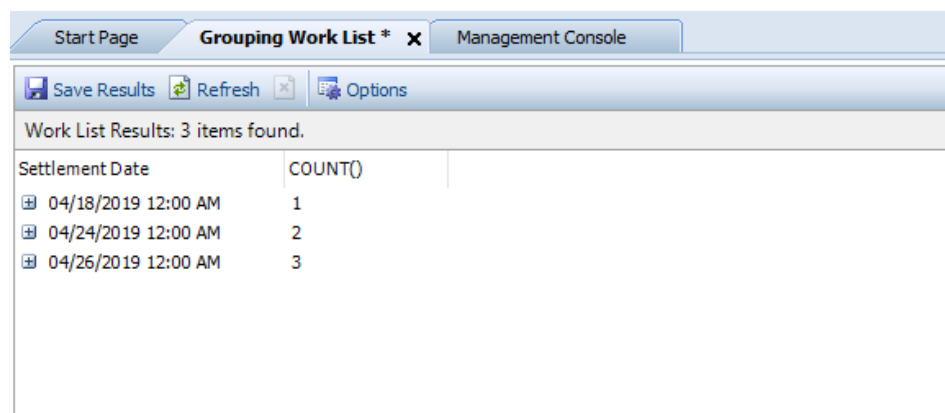 Start Page Grouping Work List * x Management Console
Save Results Refresh Options
Work List Results: 3 items found.
Settlement Date COUNT()
04/18/2019 12:00 AM 1
04/24/2019 12:00 AM 2
04/26/2019 12:00 AM 3